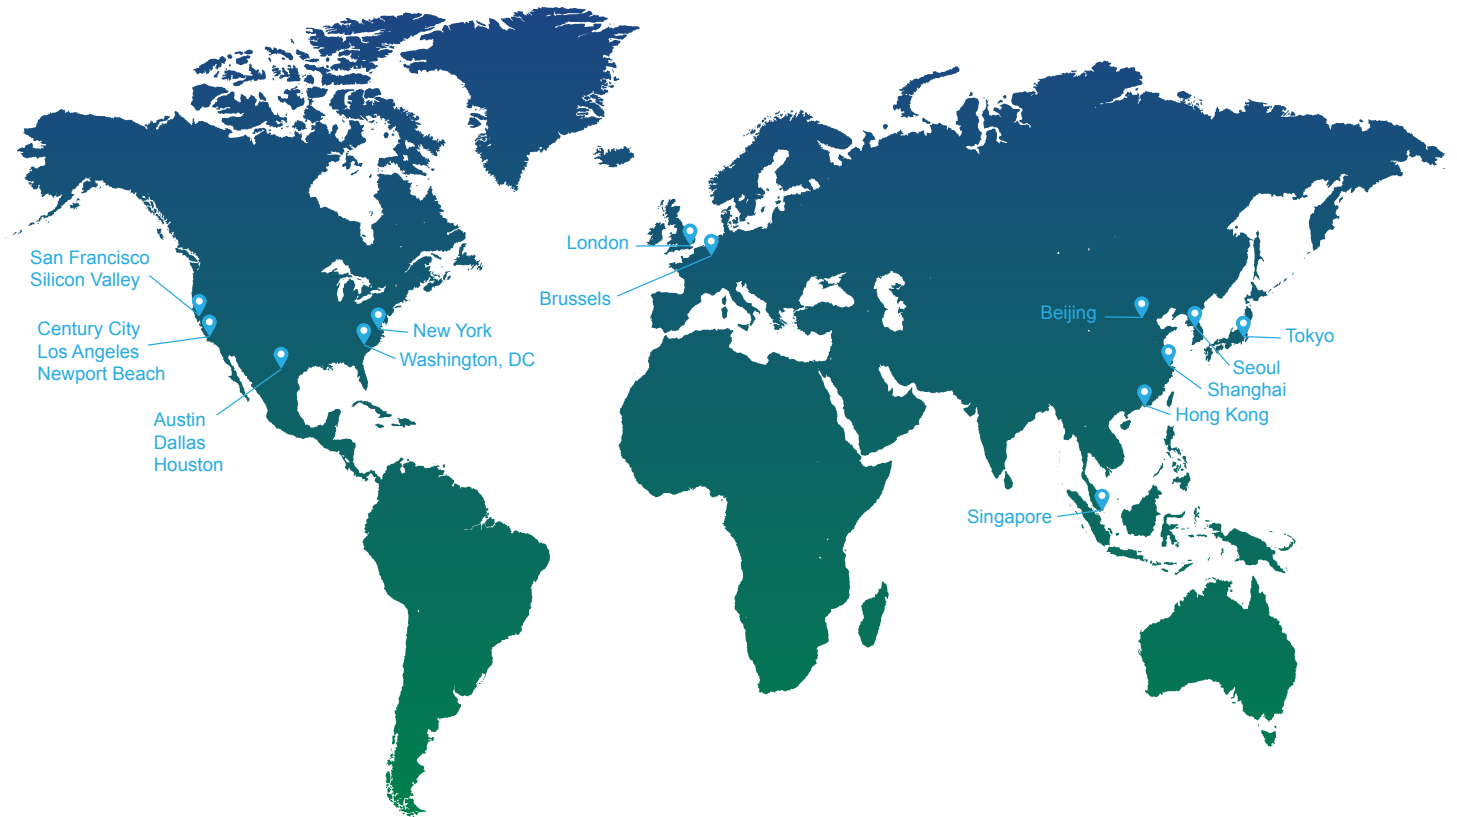 San Francisco
Silicon Valley
Century City
Los Angeles
Newport Beach
Austin
Dallas
Houston
New York
Washington, DC
London
Brussels
Beijing
Tokyo
Seoul
Shanghai
Hong Kong
Singapore